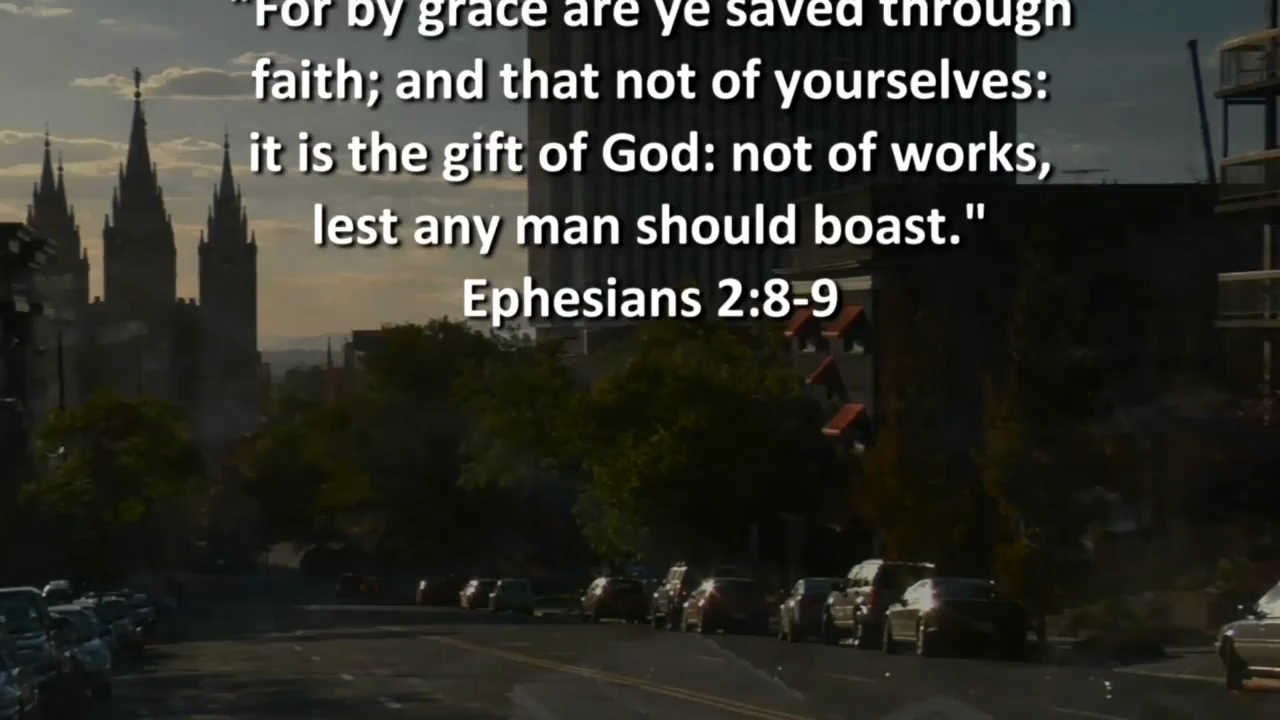 "For by grace are ye saved through
faith; and that not of yourselves:
it is the gift of God: not of works,
lest any man should boast."
Ephesians 2:8-9